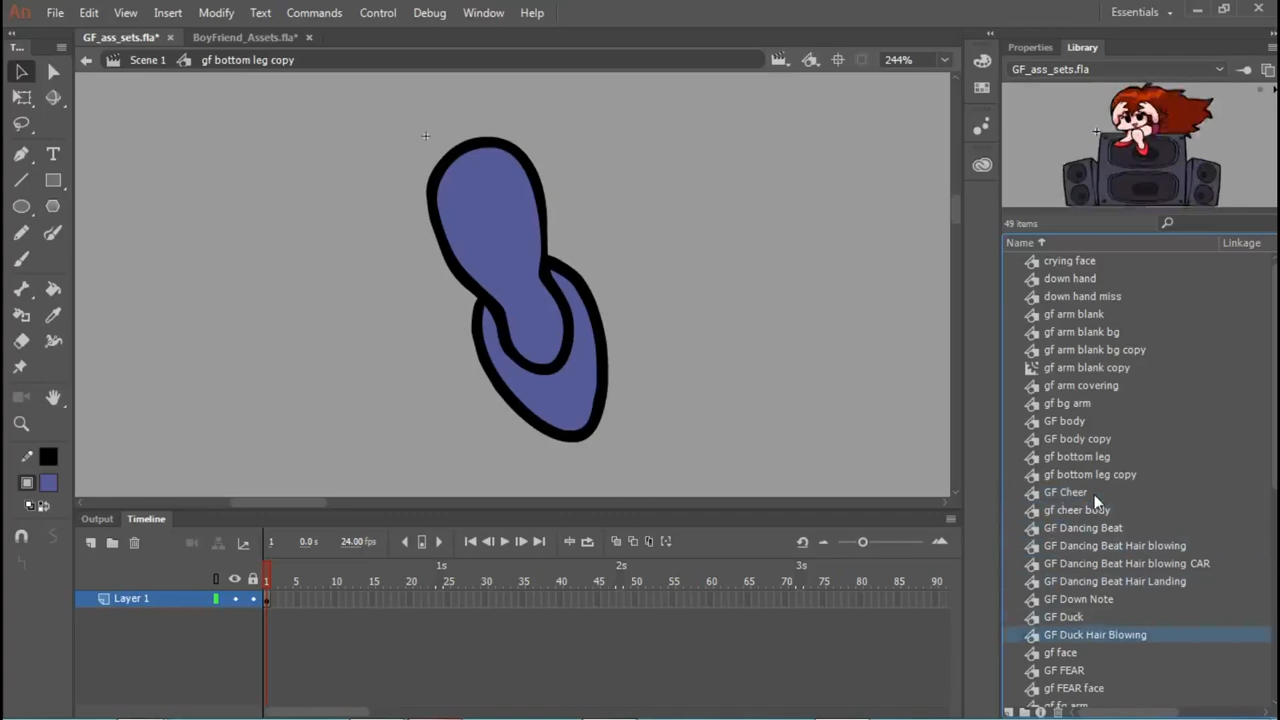 An File Edit View Insert Modify Text Commands Control Debug Window Help Essentials
GF_ass_sets.fla* × BoyFriend_Assets.fla* ×
T...
Scene 1 gf bottom leg copy 244%
Properties Library
GF_ass_sets.fla
49 items
Name Linkage
crying face
down hand
down hand miss
gf arm blank
gf arm blank bg
gf arm blank bg copy
gf arm blank copy
gf arm covering
gf bg arm
GF body
GF body copy
gf bottom leg
gf bottom leg copy
GF Cheer
gf cheer body
GF Dancing Beat
GF Dancing Beat Hair blowing
GF Dancing Beat Hair blowing CAR
GF Dancing Beat Hair Landing
GF Down Note
GF Duck
GF Duck Hair Blowing
gf face
GF FEAR
gf FEAR face
gf fg arm
Output Timeline
1 0.0 s 24.00 fps
1s 2s 3s
1 5 10 15 20 25 30 35 40 45 50 55 60 65 70 75 80 85 90
Layer 1